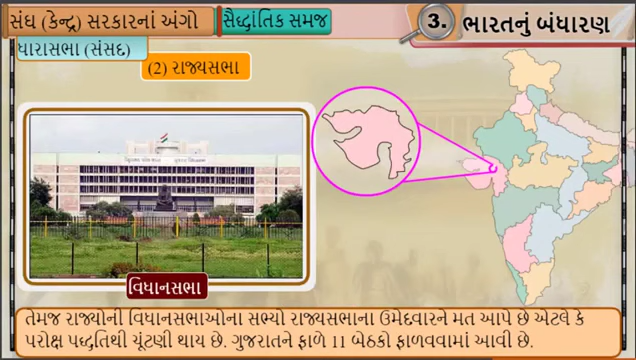 સંઘ (કેન્દ્ર) સરકારનાં અંગો
સૈદ્ધાંતિક સમજ
3.
ભારતનું બંધારણ
ધારાસભા (સંસદ)
(2) રાજ્યસભા
વિધાનસભા
તેમજ રાજ્યોની વિધાનસભાઓના સભ્યો રાજ્યસભાના ઉમેદવારને મત આપે છે એટલે કે
પરોક્ષ પદ્ધતિથી ચૂંટણી થાય છે. ગુજરાતને ફાળે 11 બેઠકો ફાળવવામાં આવી છે.